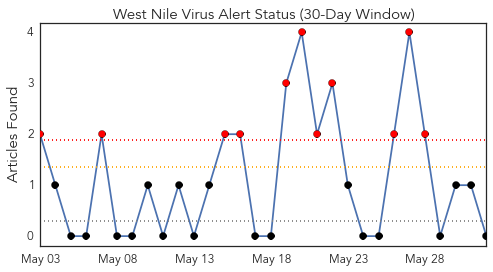 West Nile Virus Alert Status (30-Day Window)
Articles Found
4
3
2
1
0
May 03
May 08
May 13
May 18
May 23
May 28